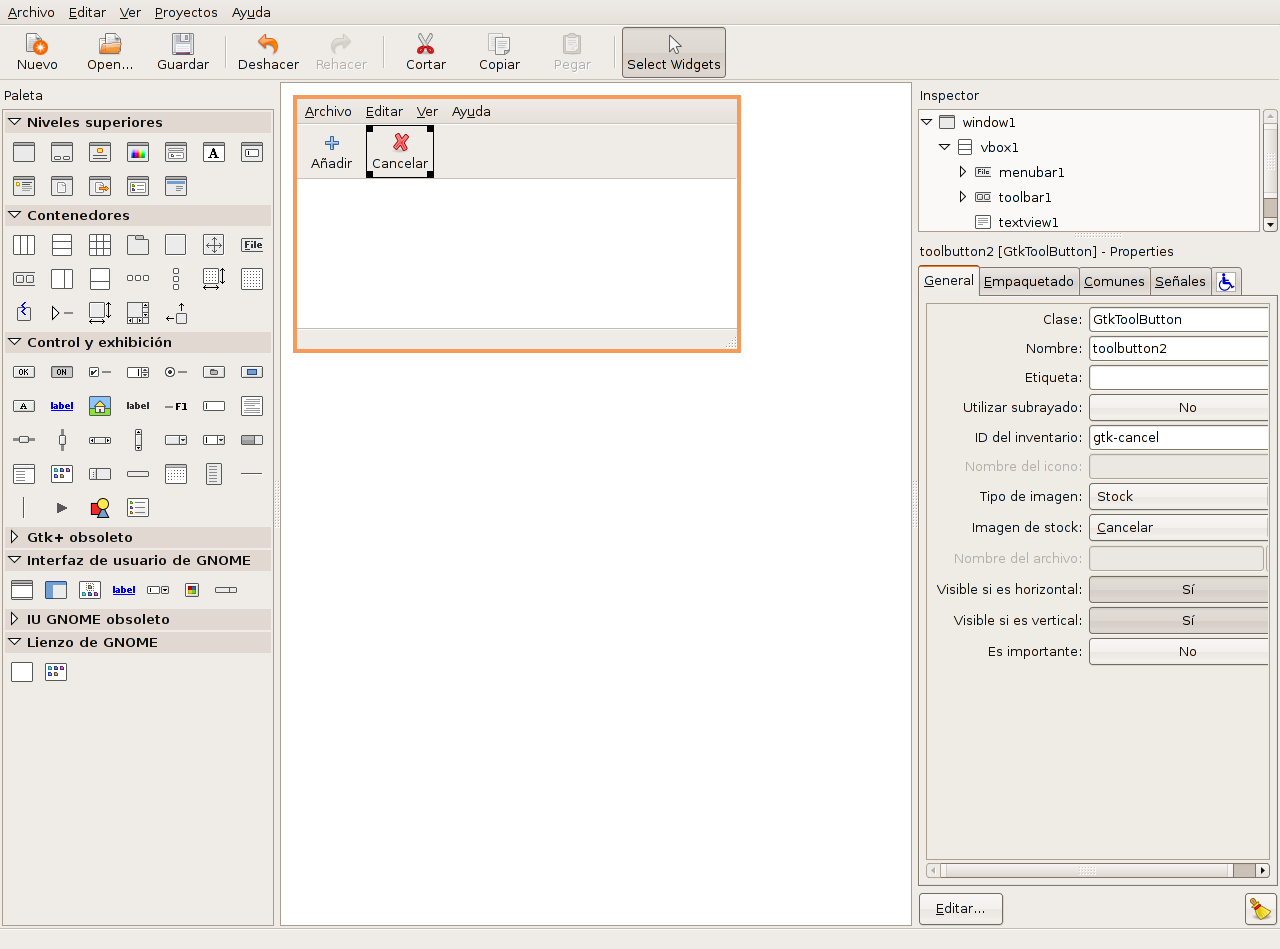 Archivo Editar Ver Proyectos Ayuda
Nuevo Open... Guardar Deshacer Rehacer Cortar Copiar Pegar Select Widgets
Paleta
Niveles superiores
A
Contenedores
File
Control y exhibición
OK ON
A label label F1
Gtk+ obsoleto
Interfaz de usuario de GNOME
label
IU GNOME obsoleto
Lienzo de GNOME
Archivo Editar Ver Ayuda
Añadir Cancelar
Inspector
window1
vbox1
File menubar1
toolbar1
textview1
toolbutton2 [GtkToolButton] - Properties
General Empaquetado Comunes Señales
Clase: GtkToolButton
Nombre: toolbutton2
Etiqueta:
Utilizar subrayado: No
ID del inventario: gtk-cancel
Nombre del icono:
Tipo de imagen: Stock
Imagen de stock: Cancelar
Nombre del archivo:
Visible si es horizontal: Sí
Visible si es vertical: Sí
Es importante: No
Editar...